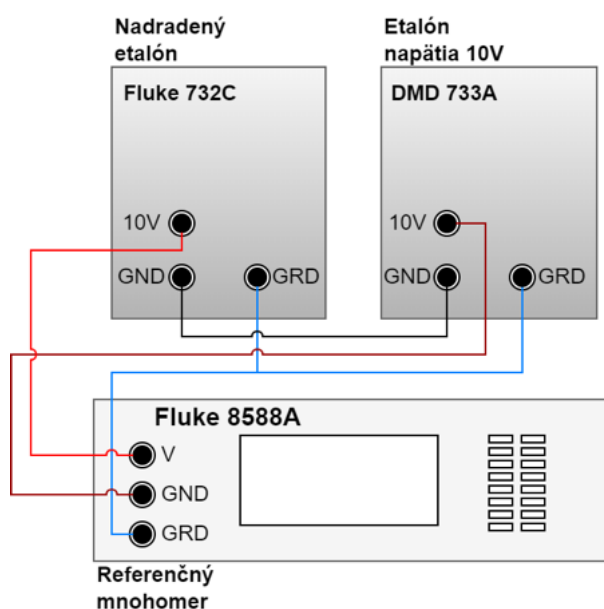 Nadradený
etalón
Etalón
napätia 10V
Fluke 732C
DMD 733A
10V
10V
GND
GRD
GND
GRD
Fluke 8588A
V
GND
GRD
Referenčný
mnohomer